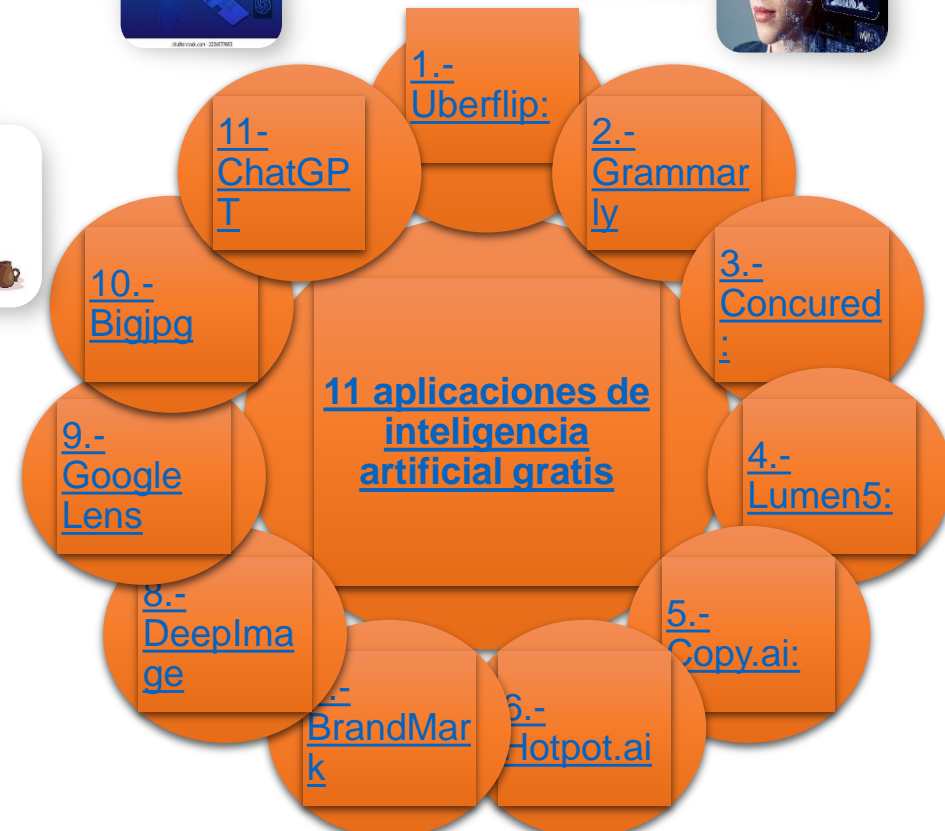 1.-
Uberflip:
2.-
Grammar
ly
3.-
Concured
:
4.-
Lumen5:
5.-
Copy.ai:
6.-
Hotpot.ai
.-
BrandMar
k
8.-
DeepIma
ge
9.-
Google
Lens
10.-
Bigjpg
11-
ChatGP
T
11 aplicaciones de
inteligencia
artificial gratis